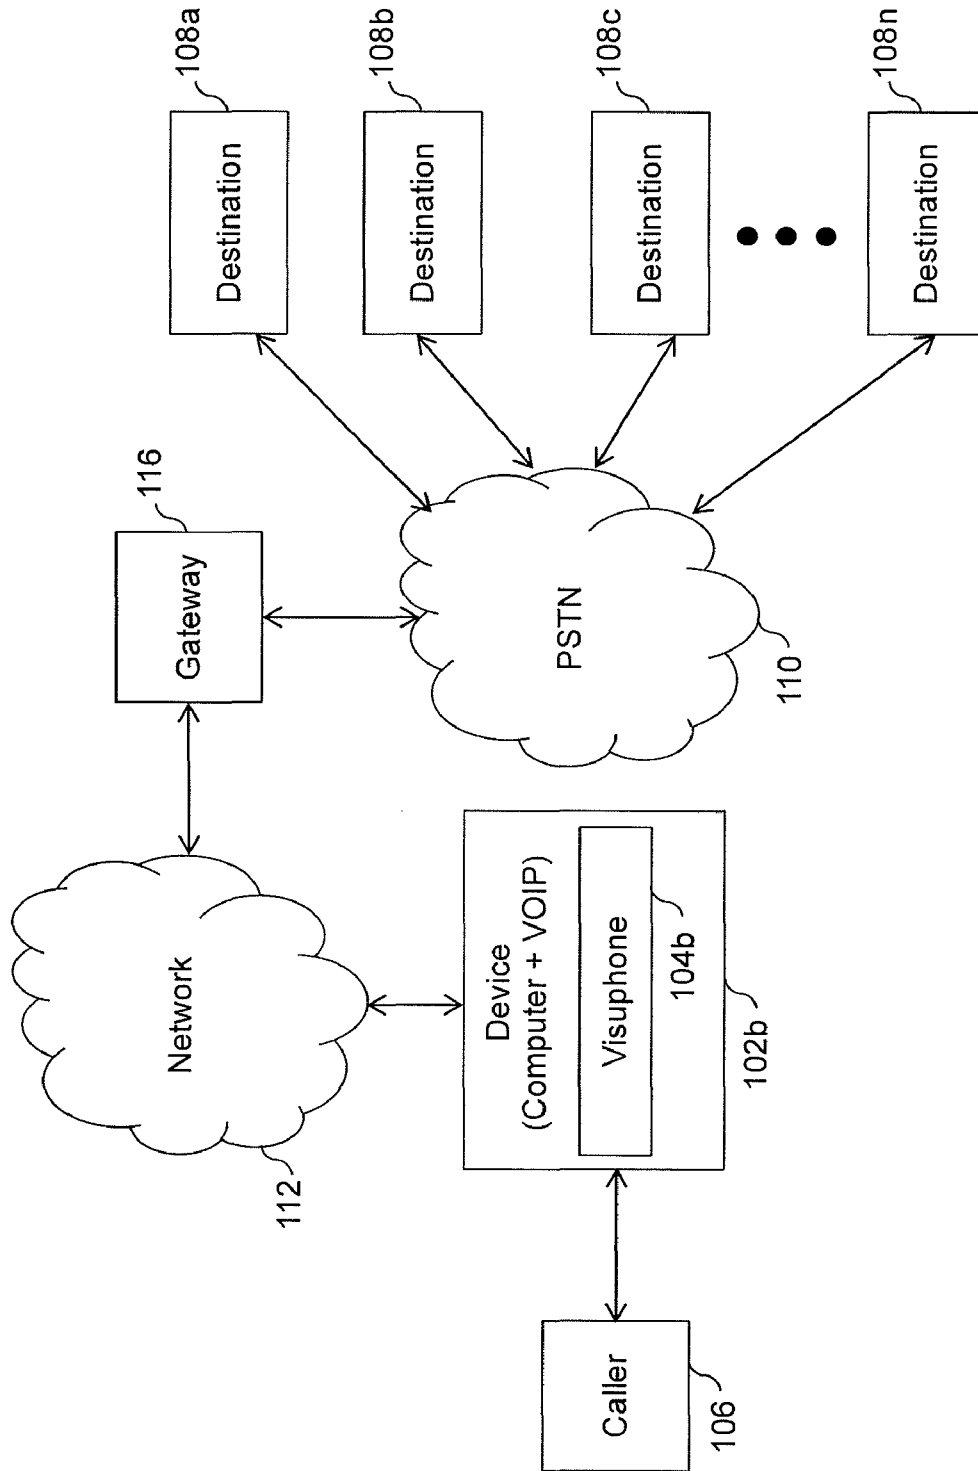 Caller
106
Device
(Computer + VOIP)
Visuphone
104b
102b
Network
112
Gateway
116
PSTN
110
Destination
108a
Destination
108b
Destination
108c
Destination
108n